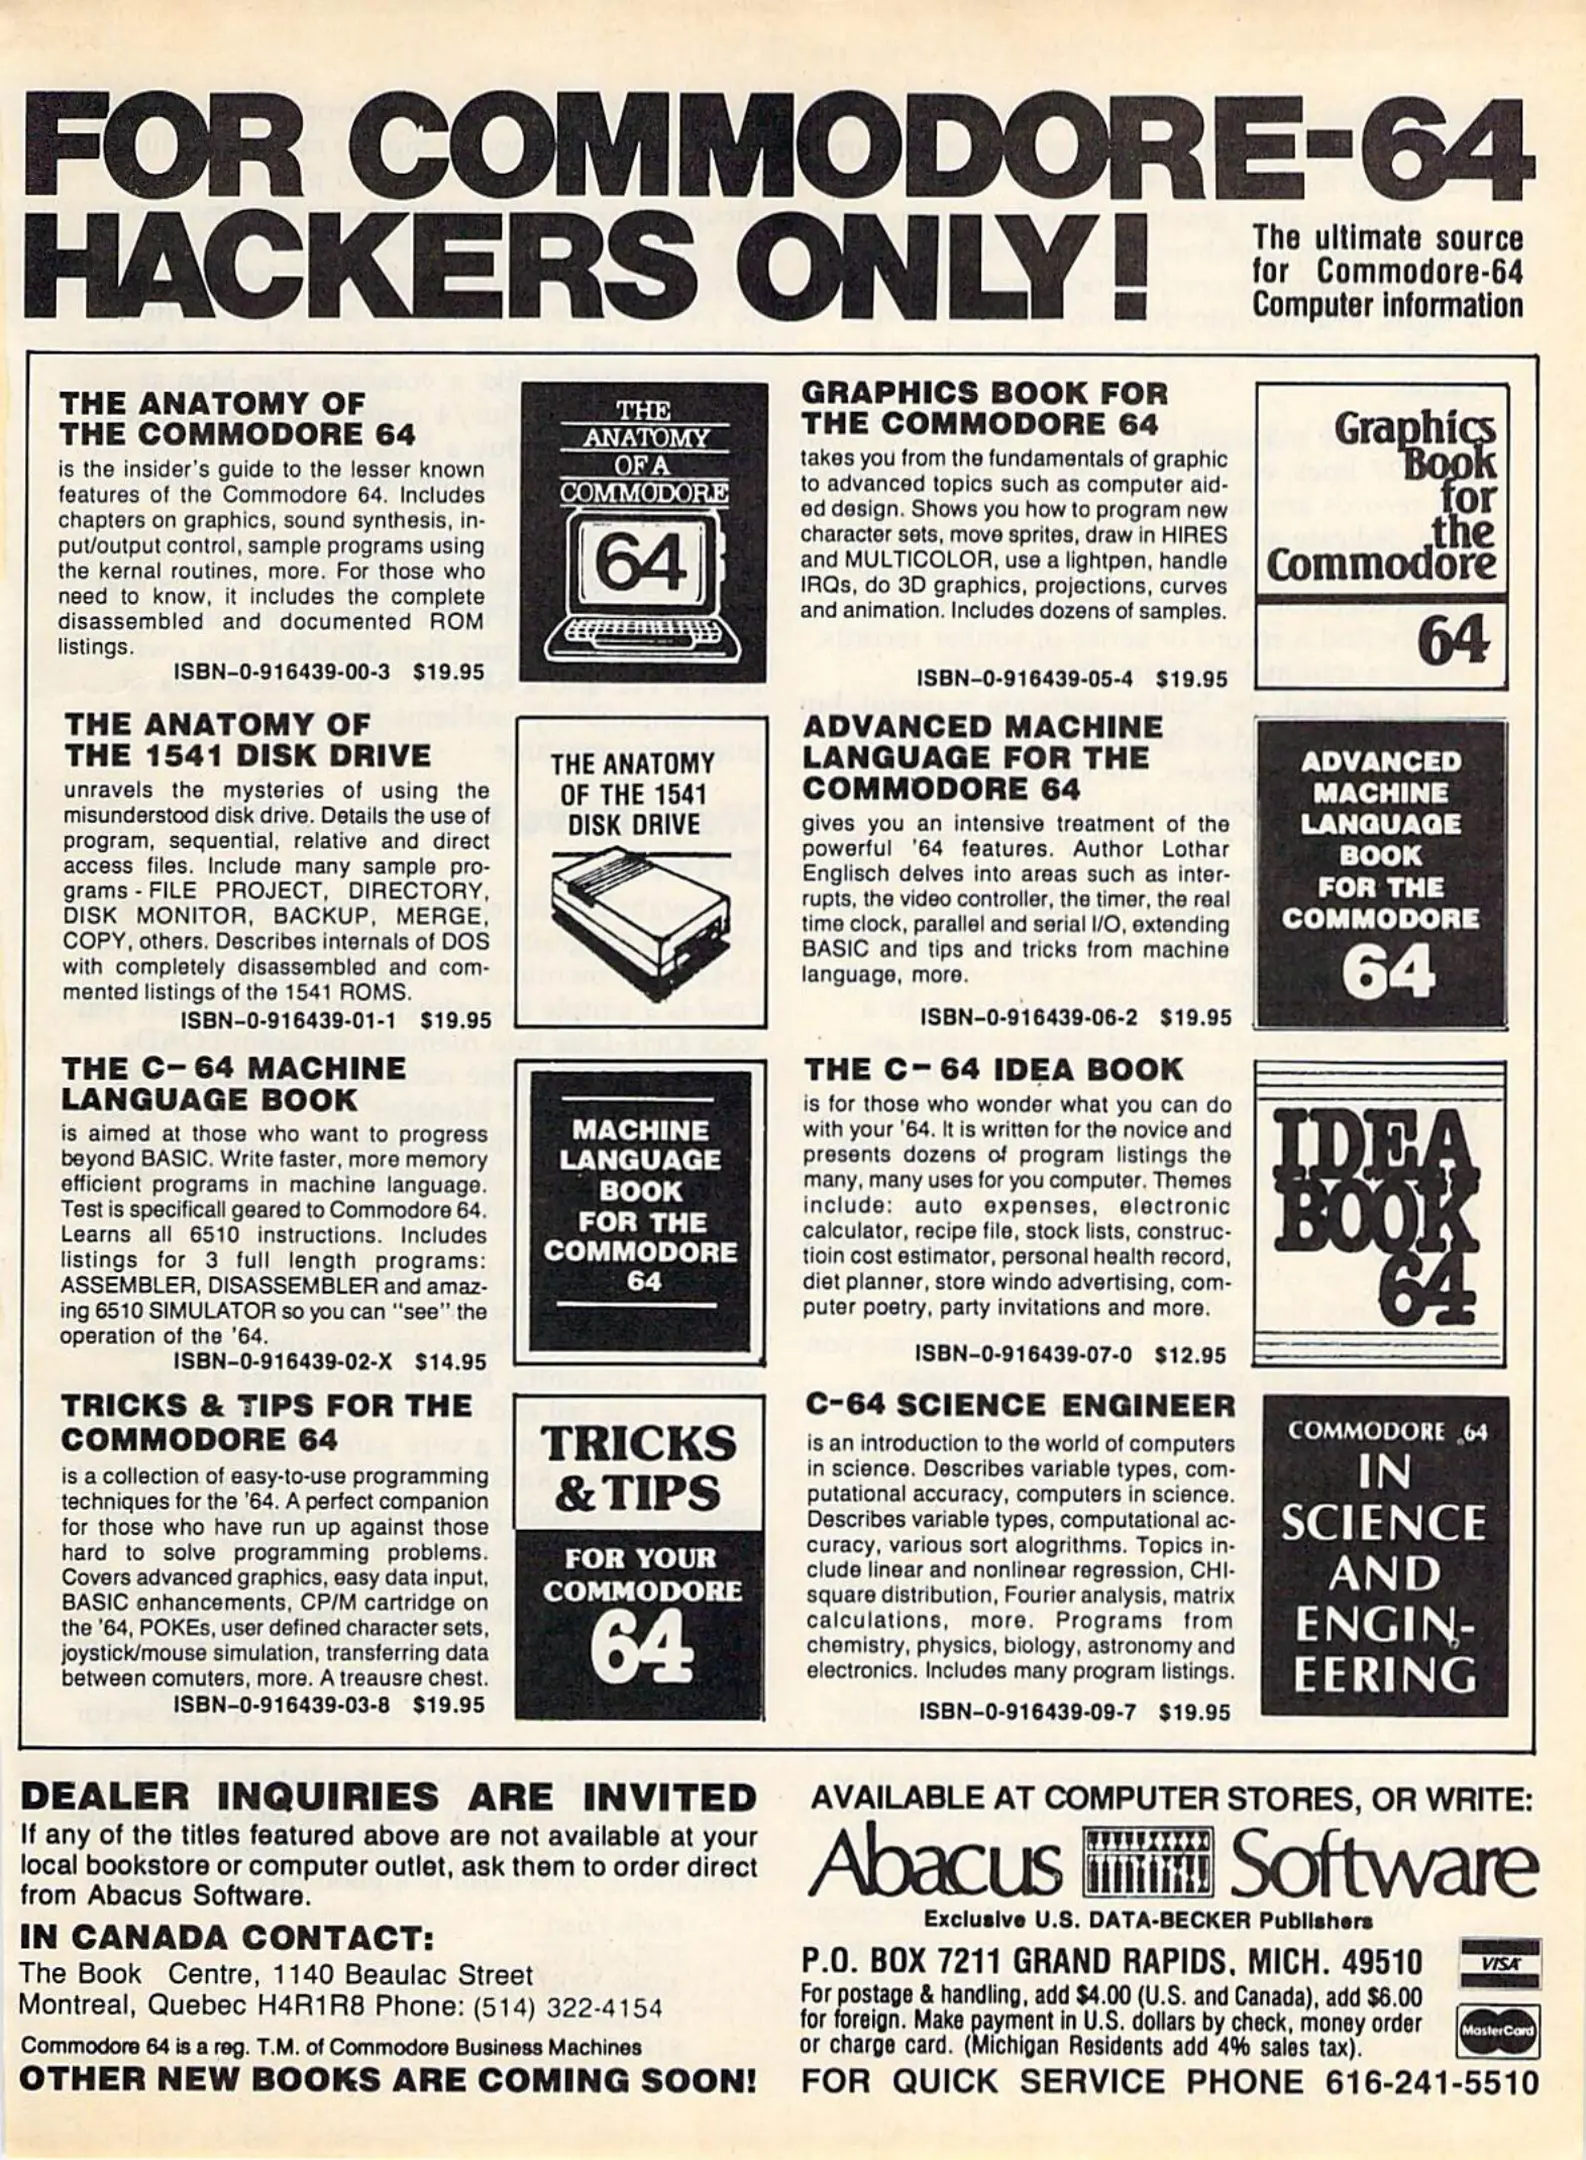 FOR COMMODORE-64
HACKERS ONLY!
The ultimate source
for Commodore-64
Computer information
THE ANATOMY OF
THE COMMODORE 64
is the insider's guide to the lesser known
features of the Commodore 64. Includes
chapters on graphics, sound synthesis, in-
put/output control, sample programs using
the kernal routines, more. For those who
need to know, it includes the complete
disassembled and documented ROM
listings.
ISBN-0-916439-00-3 $19.95
THE
ANATOMY
OF A
COMMODORE
64
THE ANATOMY OF
THE 1541 DISK DRIVE
unravels the mysteries of using the
misunderstood disk drive. Details the use of
program, sequential, relative and direct
access files. Include many sample pro-
grams - FILE PROJECT, DIRECTORY,
DISK MONITOR, BACKUP, MERGE,
COPY, others. Describes internals of DOS
with completely disassembled and com-
mented listings of the 1541 ROMS.
ISBN-0-916439-01-1 $19.95
THE ANATOMY
OF THE 1541
DISK DRIVE
THE C-64 MACHINE
LANGUAGE BOOK
is aimed at those who want to progress
beyond BASIC. Write faster, more memory
efficient programs in machine language.
Test is specificall geared to Commodore 64.
Learns all 6510 instructions. Includes
listings for 3 full length programs:
ASSEMBLER, DISASSEMBLER and amaz-
ing 6510 SIMULATOR so you can "see" the
operation of the '64.
ISBN-0-916439-02-X $14.95
MACHINE
LANGUAGE
BOOK
FOR THE
COMMODORE
64
TRICKS & TIPS FOR THE
COMMODORE 64
is a collection of easy-to-use programming
techniques for the '64. A perfect companion
for those who have run up against those
hard to solve programming problems.
Covers advanced graphics, easy data input,
BASIC enhancements, CP/M cartridge on
the '64, POKEs, user defined character sets,
joystick/mouse simulation, transferring data
between comuters, more. A treausre chest.
ISBN-0-916439-03-8 $19.95
TRICKS
& TIPS
FOR YOUR
COMMODORE
64
GRAPHICS BOOK FOR
THE COMMODORE 64
takes you from the fundamentals of graphic
to advanced topics such as computer aid-
ed design. Shows you how to program new
character sets, move sprites, draw in HIRES
and MULTICOLOR, use a lightpen, handle
IRQs, do 3D graphics, projections, curves
and animation. Includes dozens of samples.
ISBN-0-916439-05-4 $19.95
Graphics
Book
for
the
Commodore
64
ADVANCED MACHINE
LANGUAGE FOR THE
COMMODORE 64
gives you an intensive treatment of the
powerful '64 features. Author Lothar
Englisch delves into areas such as inter-
rupts, the video controller, the timer, the real
time clock, parallel and serial I/O, extending
BASIC and tips and tricks from machine
language, more.
ISBN-0-916439-06-2 $19.95
ADVANCED
MACHINE
LANGUAGE
BOOK
FOR THE
COMMODORE
64
THE C-64 IDEA BOOK
is for those who wonder what you can do
with your '64. It is written for the novice and
presents dozens of program listings the
many, many uses for you computer. Themes
include: auto expenses, electronic
calculator, recipe file, stock lists, construc-
tioin cost estimator, personal health record,
diet planner, store windo advertising, com-
puter poetry, party invitations and more.
ISBN-0-916439-07-0 $12.95
IDEA
BOOK
64
C-64 SCIENCE ENGINEER
is an introduction to the world of computers
in science. Describes variable types, com-
putational accuracy, computers in science.
Describes variable types, computational ac-
curacy, various sort alogrithms. Topics in-
clude linear and nonlinear regression, CHI-
square distribution, Fourier analysis, matrix
calculations, more. Programs from
chemistry, physics, biology, astronomy and
electronics. Includes many program listings.
ISBN-0-916439-09-7 $19.95
COMMODORE 64
IN
SCIENCE
AND
ENGIN-
EERING
DEALER INQUIRIES ARE INVITED
If any of the titles featured above are not available at your
local bookstore or computer outlet, ask them to order direct
from Abacus Software.
IN CANADA CONTACT:
The Book Centre, 1140 Beaulac Street
Montreal, Quebec H4R1R8 Phone: (514) 322-4154
Commodore 64 is a reg. T.M. of Commodore Business Machines
OTHER NEW BOOKS ARE COMING SOON!
AVAILABLE AT COMPUTER STORES, OR WRITE:
Abacus Software
Exclusive U.S. DATA-BECKER Publishers
P.O. BOX 7211 GRAND RAPIDS, MICH. 49510
For postage & handling, add $4.00 (U.S. and Canada), add $6.00
for foreign. Make payment in U.S. dollars by check, money order
or charge card. (Michigan Residents add 4% sales tax).
VISA
MasterCard
FOR QUICK SERVICE PHONE 616-241-5510